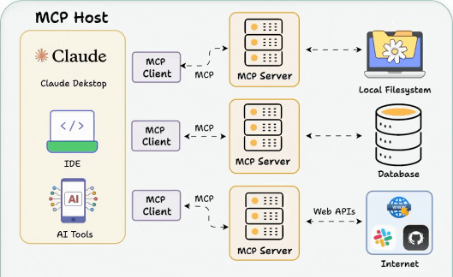 MCP Host
Claude
Claude Dekstop
</>
IDE
AI
AI Tools
MCP
Client
MCP
MCP Server
Local Filesystem
MCP
Client
MCP
MCP Server
Database
MCP
Client
MCP
MCP Server
Web APIs
WWW
Internet